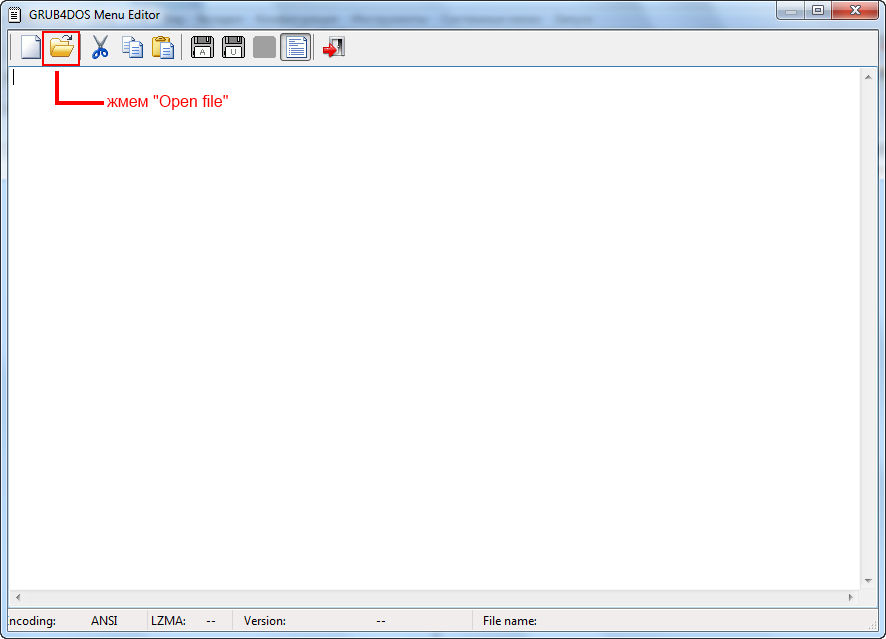 GRUB4DOS Menu Editor
A U
жмем "Open file"
ncoding: ANSI LZMA: -- Version: -- File name: